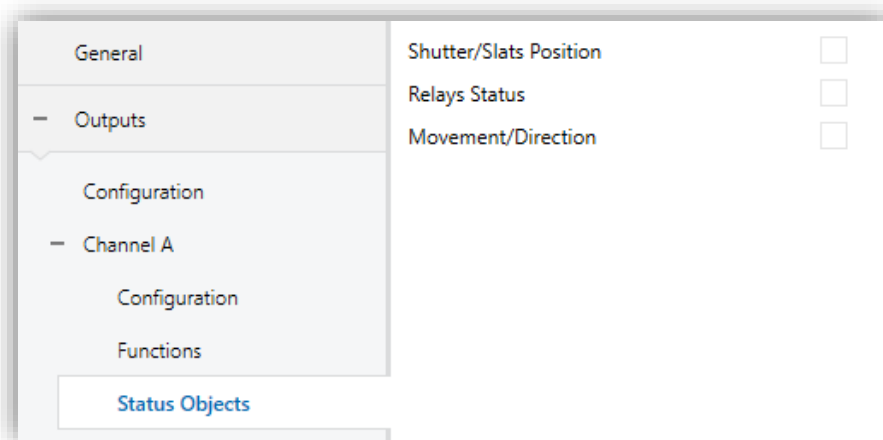 General
Outputs
Configuration
Channel A
Configuration
Functions
Status Objects
Shutter/Slats Position
Relays Status
Movement/Direction